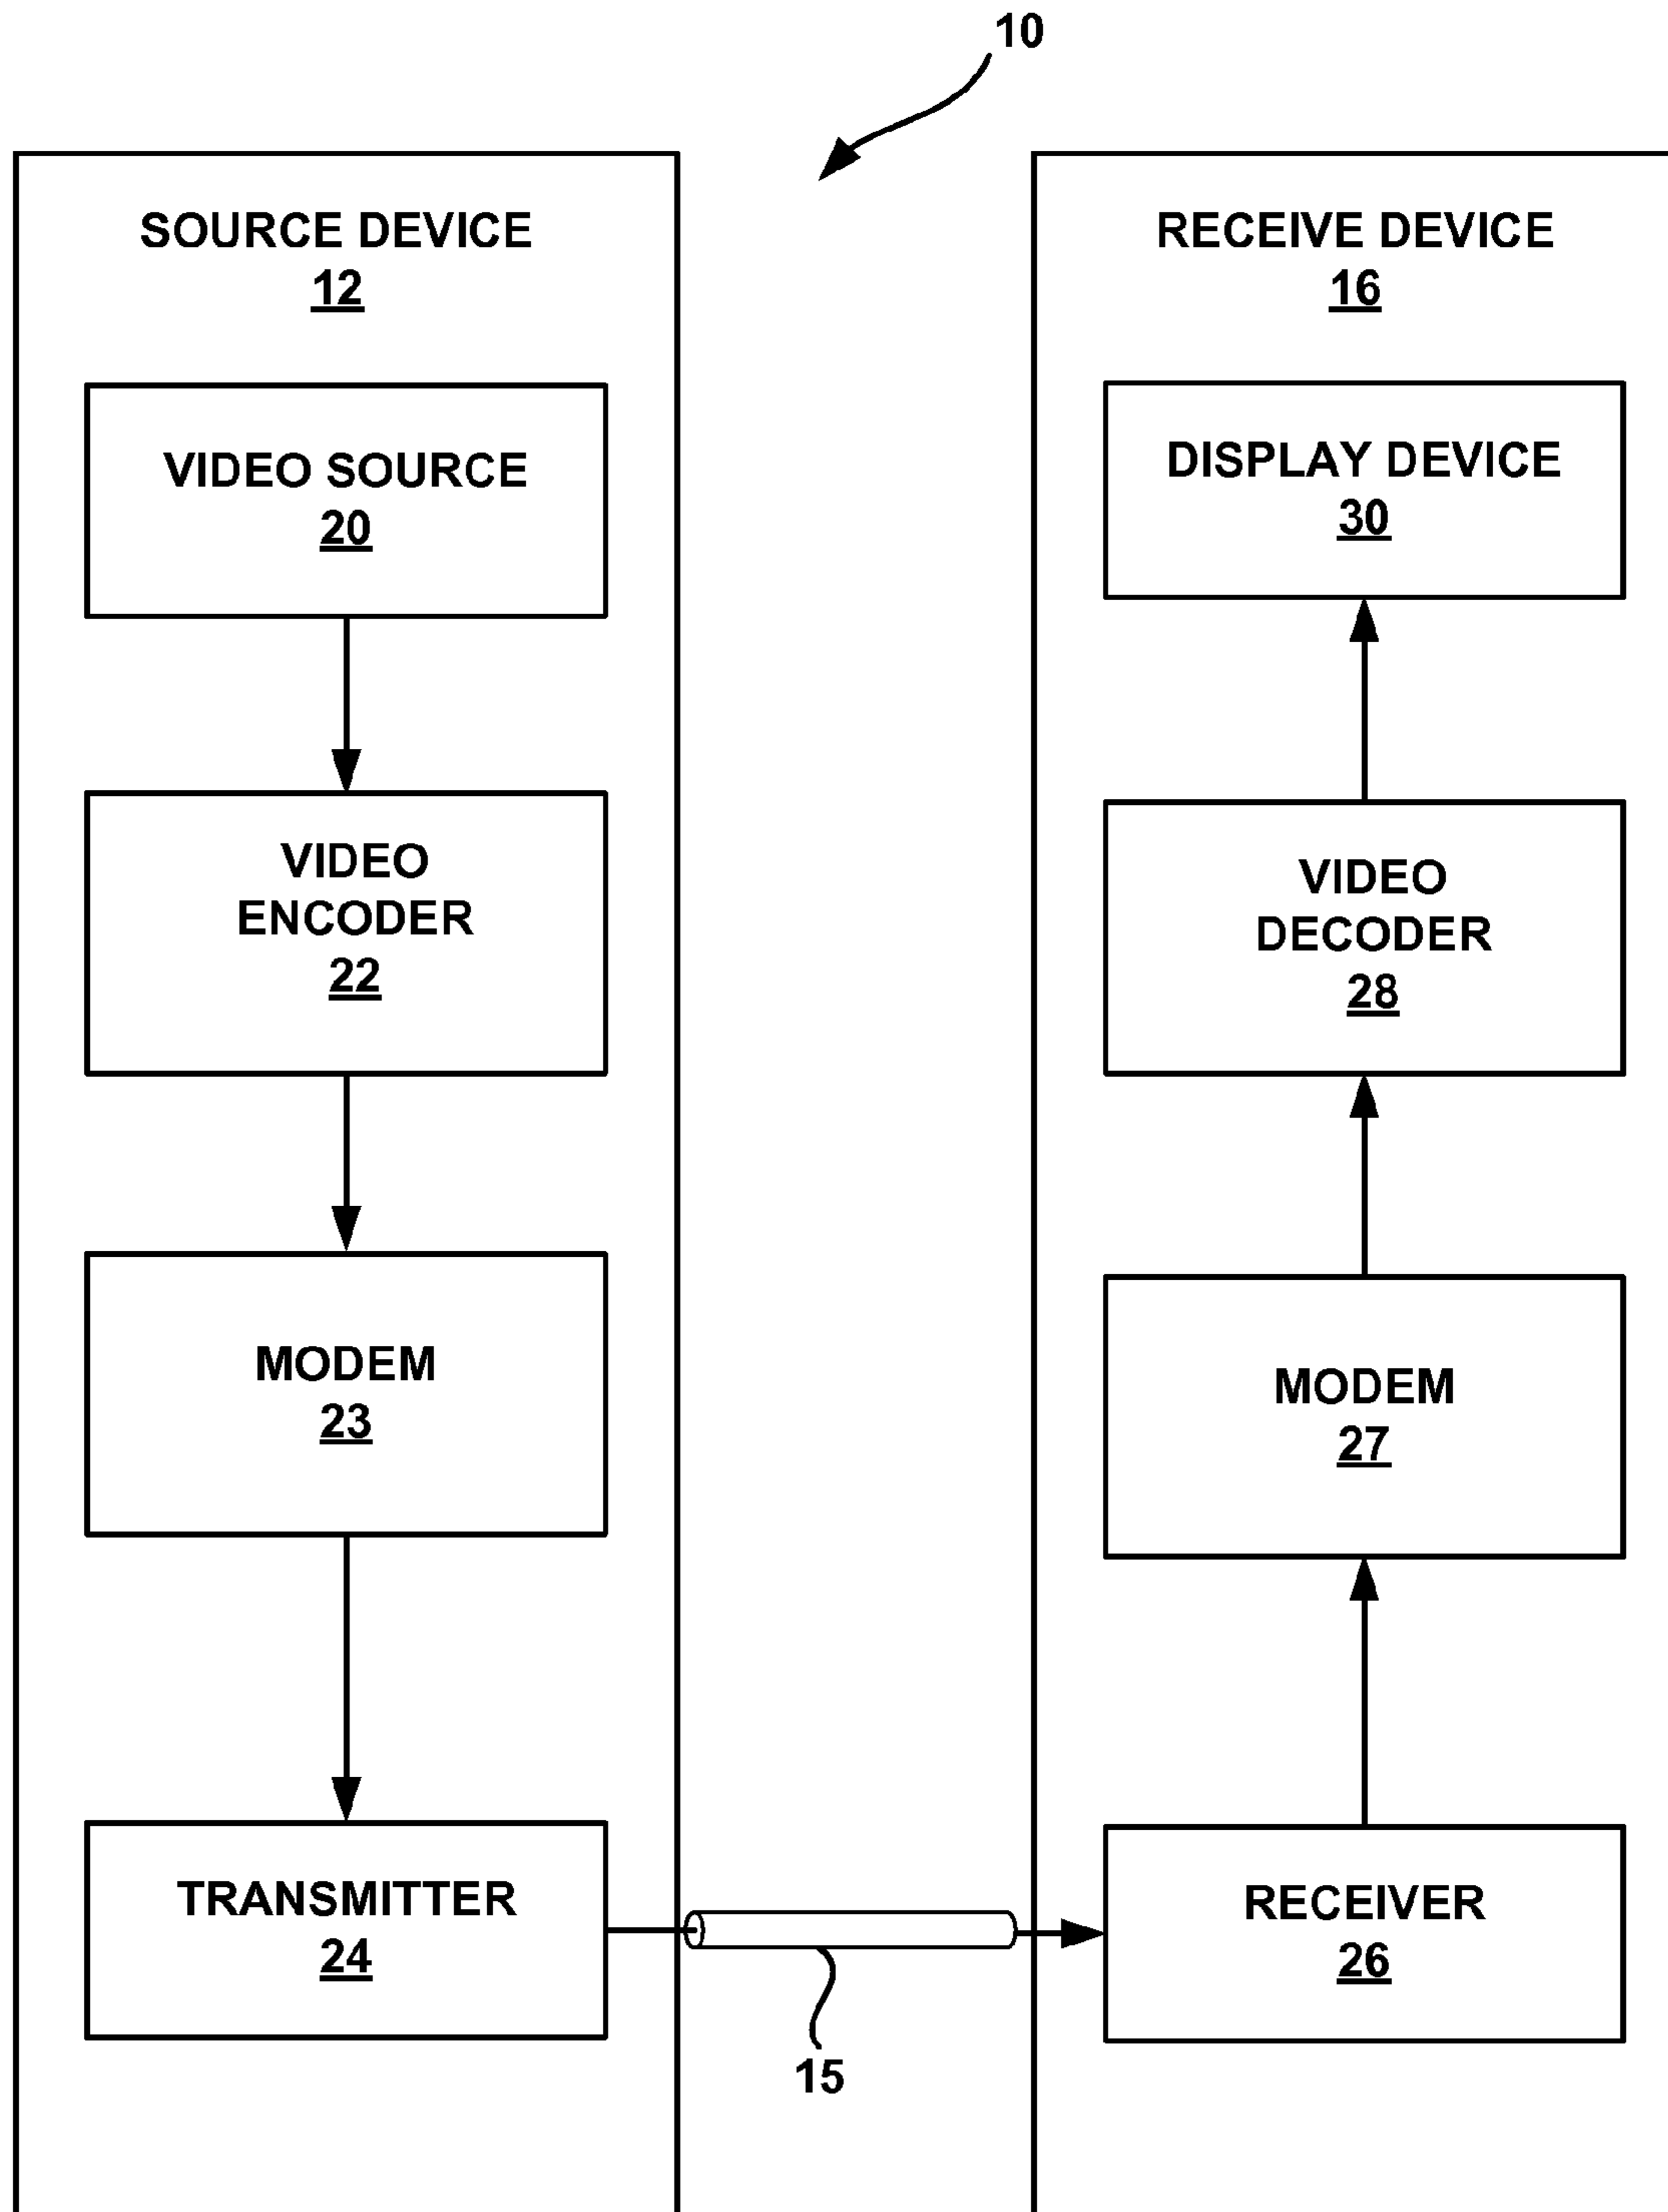 10
SOURCE DEVICE
12
VIDEO SOURCE
20
VIDEO
ENCODER
22
MODEM
23
TRANSMITTER
24
15
RECEIVE DEVICE
16
DISPLAY DEVICE
30
VIDEO
DECODER
28
MODEM
27
RECEIVER
26